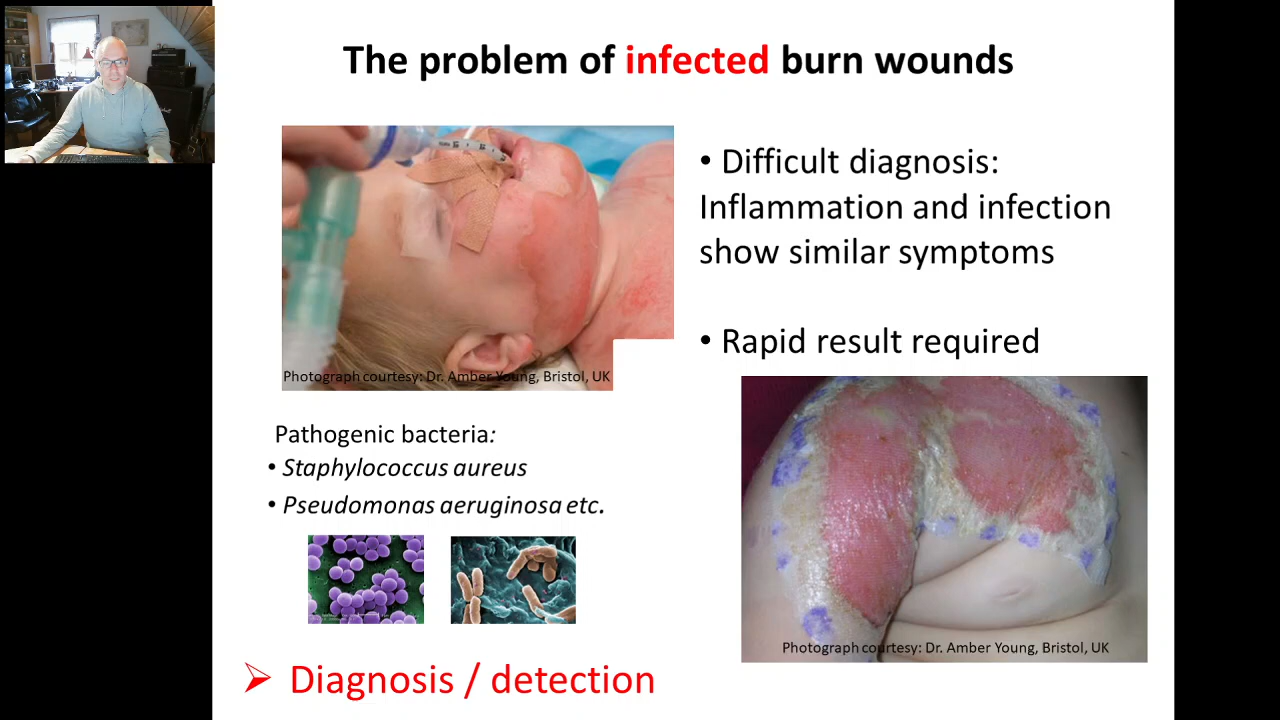 The problem of infected burn wounds
• Difficult diagnosis:
Inflammation and infection
show similar symptoms
• Rapid result required
Photograph courtesy: Dr. Amber Young, Bristol, UK
Pathogenic bacteria:
• Staphylococcus aureus
• Pseudomonas aeruginosa etc.
Photograph courtesy: Dr. Amber Young, Bristol, UK
➢ Diagnosis / detection